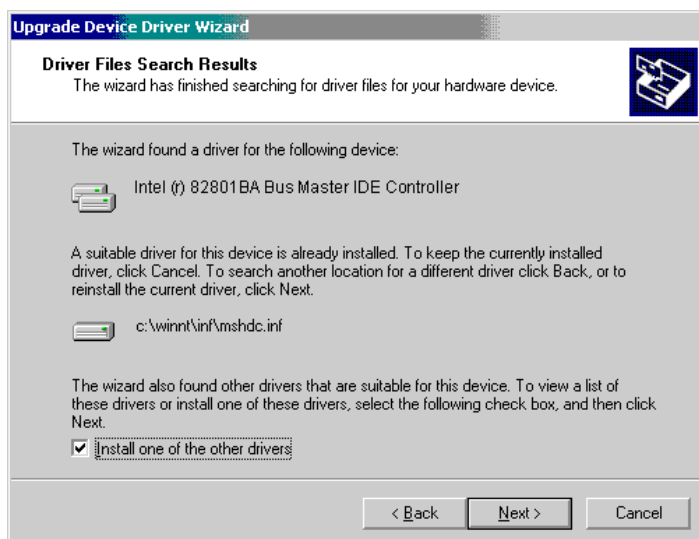 Upgrade Device Driver Wizard
Driver Files Search Results
The wizard has finished searching for driver files for your hardware device.
The wizard found a driver for the following device:
Intel (r) 82801BA Bus Master IDE Controller
A suitable driver for this device is already installed. To keep the currently installed
driver, click Cancel. To search another location for a different driver click Back, or to
reinstall the current driver, click Next.
c:\winnt\inf\mshdc.inf
The wizard also found other drivers that are suitable for this device. To view a list of
these drivers or install one of these drivers, select the following check box, and then click
Next.
Install one of the other drivers
< Back Next > Cancel